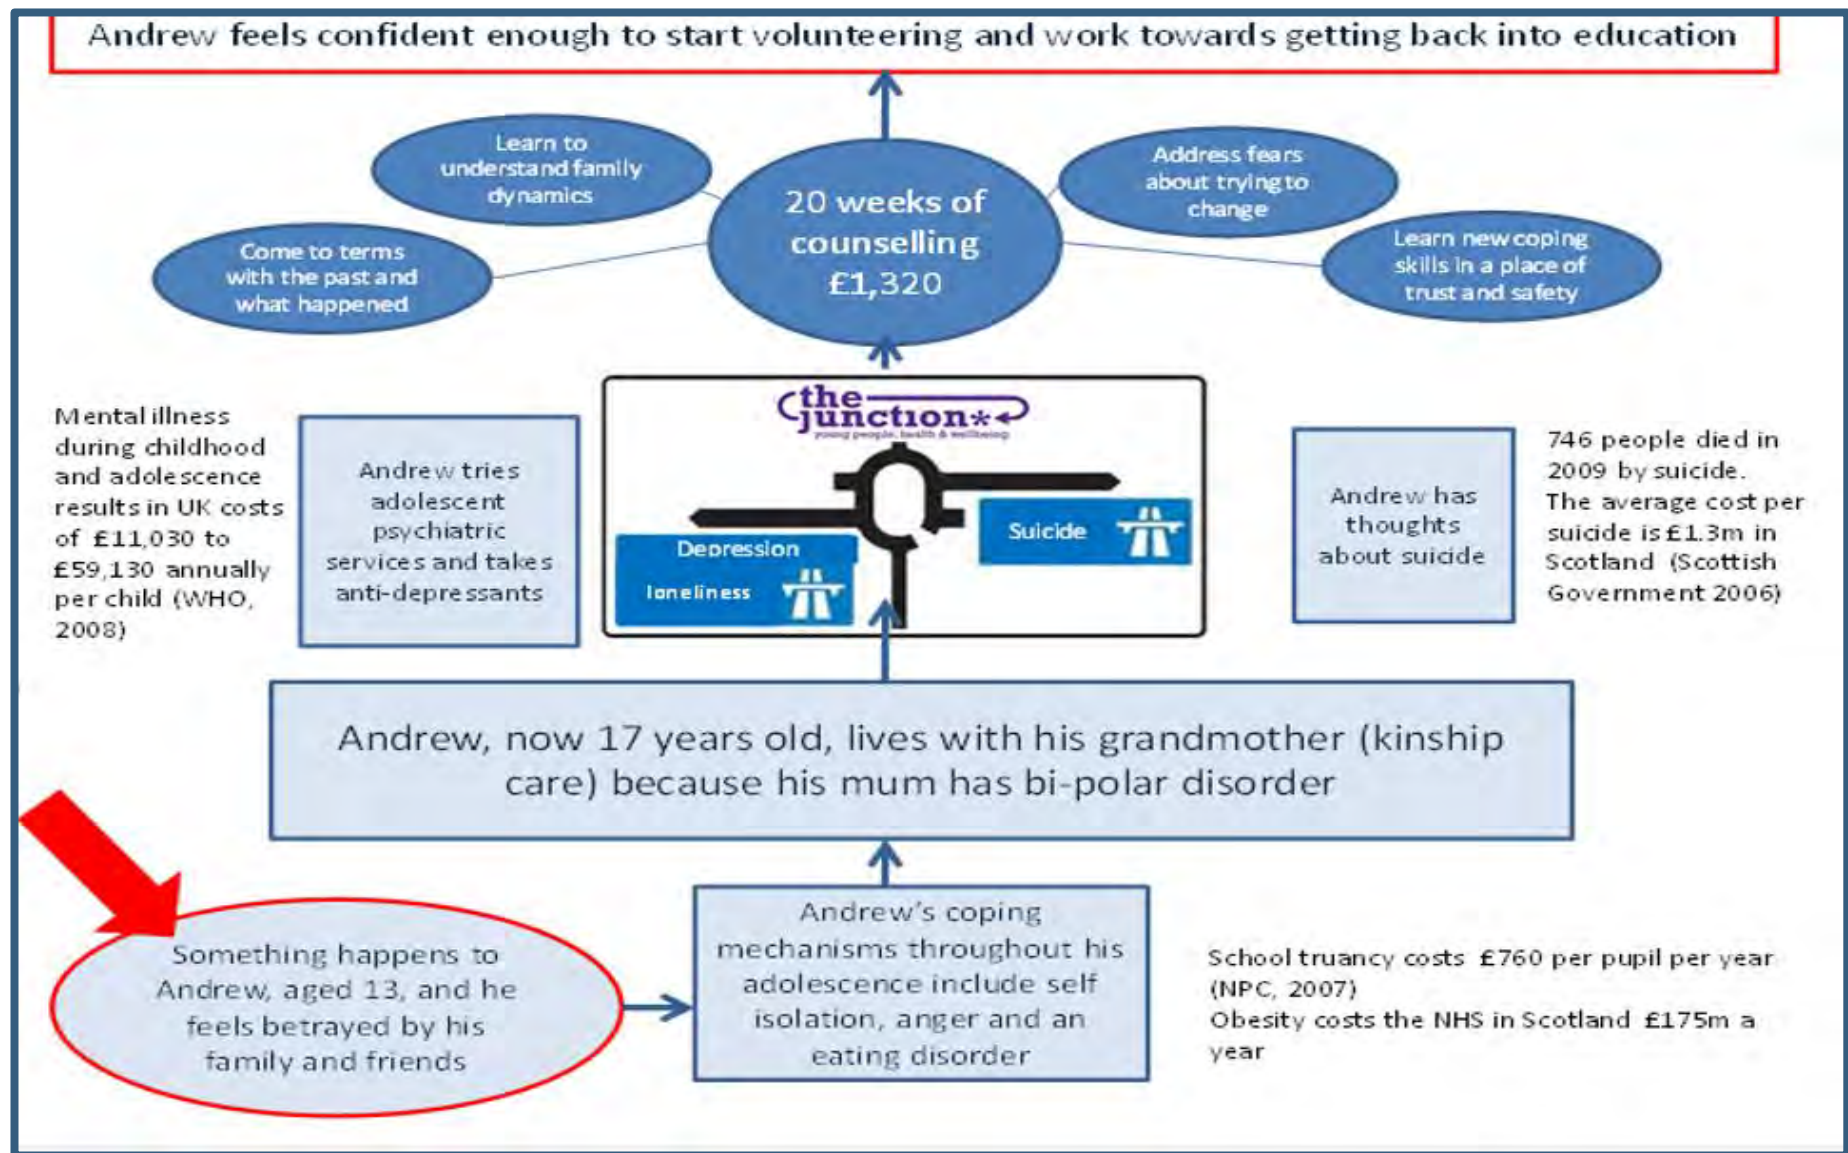 Andrew feels confident enough to start volunteering and work towards getting back into education
Learn to
understand family
dynamics
Address fears
about trying to
change
20 weeks of
counselling
£1,320
Come to terms
with the past and
what happened
Learn new coping
skills in a place of
trust and safety
the
junction*
young people, health & wellbeing
Mental illness
during childhood
and adolescence
results in UK costs
of £11,030 to
£59,130 annually
per child (WHO,
2008)
Andrew tries
adolescent
psychiatric
services and takes
anti-depressants
Depression
loneliness
Suicide
Andrew has
thoughts
about suicide
746 people died in
2009 by suicide.
The average cost per
suicide is £1.3m in
Scotland (Scottish
Government 2006)
Andrew, now 17 years old, lives with his grandmother (kinship
care) because his mum has bi-polar disorder
Something happens to
Andrew, aged 13, and he
feels betrayed by his
family and friends
Andrew's coping
mechanisms throughout his
adolescence include self
isolation, anger and an
eating disorder
School truancy costs £760 per pupil per year
(NPC, 2007)
Obesity costs the NHS in Scotland £175m a
year